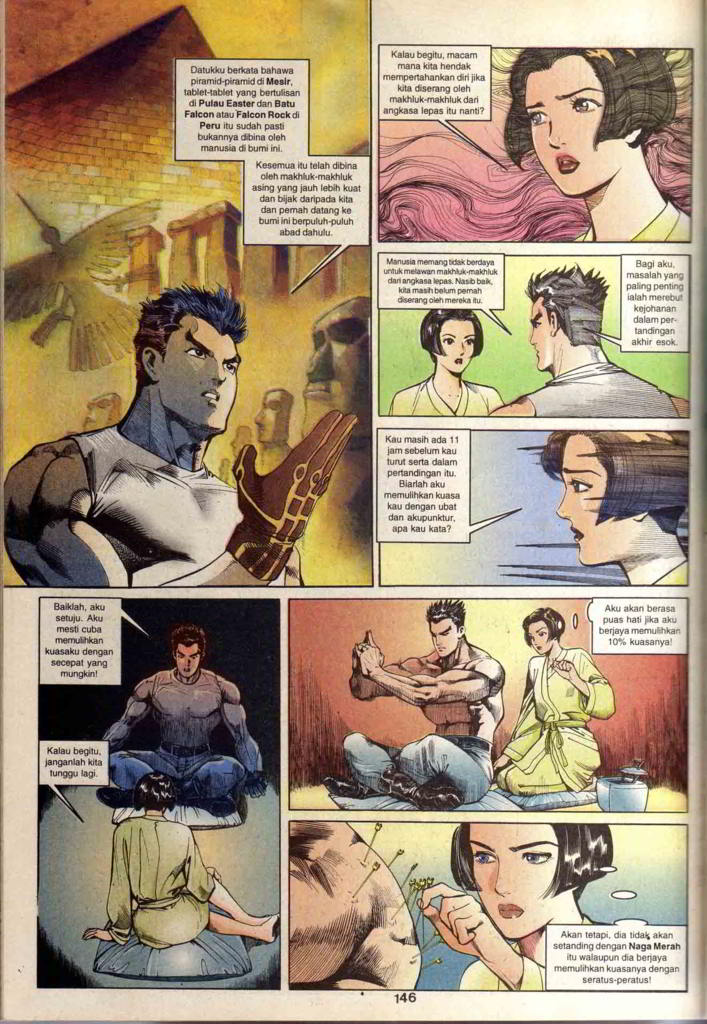 Datukku berkata bahawa
piramid-piramid di Mesir,
tablet-tablet yang bertulisan
di Pulau Easter dan Batu
Falcon atau Falcon Rock di
Peru itu sudah pasti
bukannya dibina oleh
manusia di bumi ini.
Kesemua itu telah dibina
oleh makhluk-makhluk
asing yang jauh lebih kuat
dan bijak daripada kita
dan pernah datang ke
bumi ini berpuluh-puluh
abad dahulu.
Kalau begitu, macam
mana kita hendak
mempertahankan diri jika
kita diserang oleh
makhluk-makhluk dari
angkasa lepas itu nanti?
Manusia memang tidak berdaya
untuk melawan makhluk-makhluk
dari angkasa lepas. Nasib baik,
kita masih belum pernah
diserang oleh mereka itu.
Bagi aku,
masalah yang
paling penting
ialah merebut
kejohanan
dalam per-
tandingan
akhir esok.
Kau masih ada 11
jam sebelum kau
turut serta dalam
pertandingan itu.
Biarlah aku
memulihkan kuasa
kau dengan ubat
dan akupunktur,
apa kau kata?
Baiklah, aku
setuju. Aku
mesti cuba
memulihkan
kuasaku dengan
secepat yang
mungkin!
Kalau begitu,
janganlah kita
tunggu lagi.
Aku akan berasa
puas hati jika aku
berjaya memulihkan
10% kuasanya!
Akan tetapi, dia tidak akan
setanding dengan Naga Merah
itu walaupun dia berjaya
memulihkan kuasanya dengan
seratus-peratus!
146